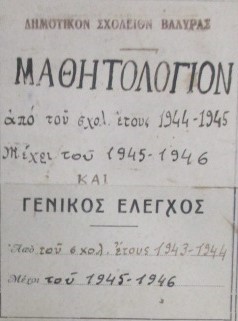 ΔΗΜΟΤΙΚΟΝ ΣΧΟΛΕΙΟΝ ΒΑΛΥΡΑΣ
ΜΑΘΗΤΟΛΟΓΙΟΝ
ἀπό τοῦ σχολ. ἔτους 1944-1945
Μέχρι τοῦ 1945-1946
ΚΑΙ
ΓΕΝΙΚΟΣ ΕΛΕΓΧΟΣ
Ἀπὸ τοῦ σχολ. ἔτους 1943-1944
Μέχρι τοῦ 1945-1946